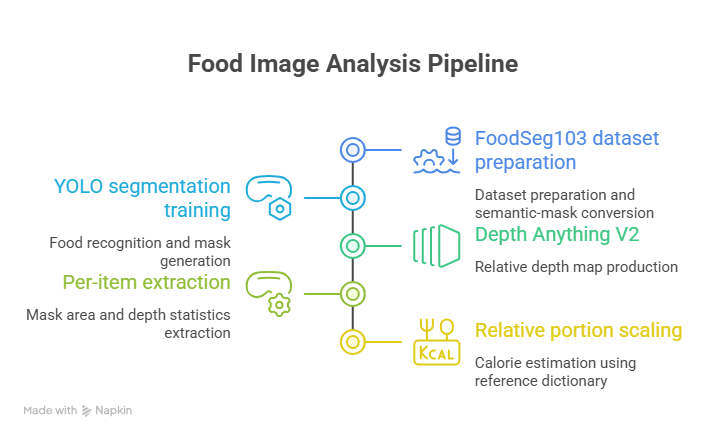 Food Image Analysis Pipeline
FoodSeg103 dataset
preparation
Dataset preparation and
semantic-mask conversion
YOLO segmentation
training
Food recognition and mask
generation
Depth Anything V2
Relative depth map production
Per-item extraction
Mask area and depth statistics
extraction
KCAL
Relative portion scaling
Calorie estimation using
reference dictionary
Made with Napkin